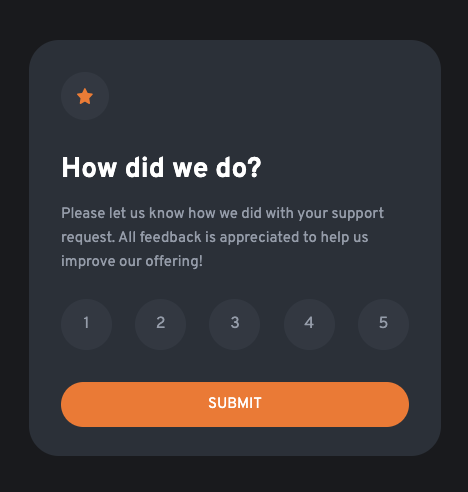 How did we do?
Please let us know how we did with your support
request. All feedback is appreciated to help us
improve our offering!
1 2 3 4 5
SUBMIT